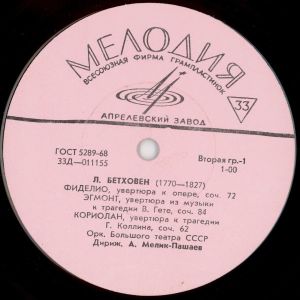 МЕЛОДИЯ
ВСЕСОЮЗНАЯ ФИРМА ГРАМПЛАСТИНОК
33
АПРЕЛЕВСКИЙ ЗАВОД
ГОСТ 5289-68
33Д—011155
Вторая гр.-1
1-00
Л. БЕТХОВЕН (1770—1827)
ФИДЕЛИО, увертюра к опере, соч. 72
ЭГМОНТ, увертюра из музыки
к трагедии В. Гете, соч. 84
КОРИОЛАН, увертюра к трагедии
Г. Коллина, соч. 62
Орк. Большого театра СССР
Дириж. А. Мелик-Пашаев